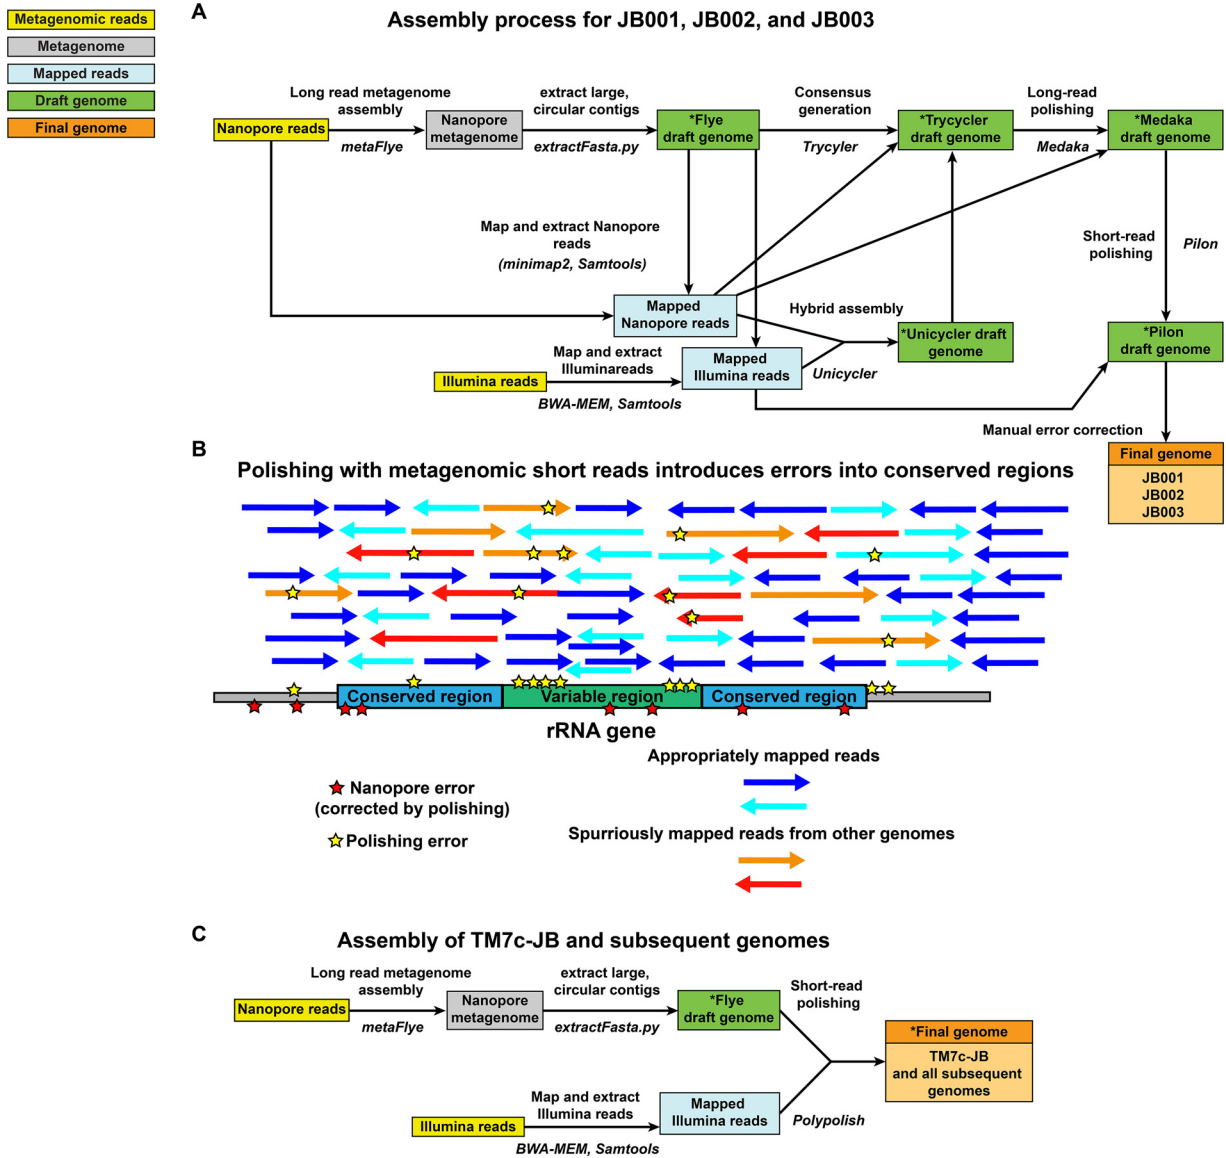 Metagenomic reads
Metagenome
Mapped reads
Draft genome
Final genome
A
Assembly process for JB001, JB002, and JB003
Nanopore reads
Long read metagenome
assembly
metaFlye
Nanopore
metagenome
extract large,
circular contigs
extractFasta.py
*Flye
draft genome
Consensus
generation
Trycyler
*Trycycler
draft genome
Long-read
polishing
Medaka
*Medaka
draft genome
Map and extract Nanopore
reads
(minimap2, Samtools)
Short-read
polishing
Pilon
Mapped
Nanopore reads
Hybrid assembly
Unicycler
*Unicycler draft
genome
*Pilon
draft genome
Illumina reads
Map and extract
Illuminareads
BWA-MEM, Samtools
Mapped
Illumina reads
Manual error correction
Final genome
JB001
JB002
JB003
B
Polishing with metagenomic short reads introduces errors into conserved regions
Conserved region
Variable region
Conserved region
rRNA gene
Nanopore error
(corrected by polishing)
Polishing error
Appropriately mapped reads
Spurriously mapped reads from other genomes
C
Assembly of TM7c-JB and subsequent genomes
Nanopore reads
Long read metagenome
assembly
metaFlye
Nanopore
metagenome
extract large,
circular contigs
extractFasta.py
*Flye
draft genome
Short-read
polishing
Polypolish
*Final genome
TM7c-JB
and all subsequent
genomes
Illumina reads
Map and extract
Illumina reads
BWA-MEM, Samtools
Mapped
Illumina reads